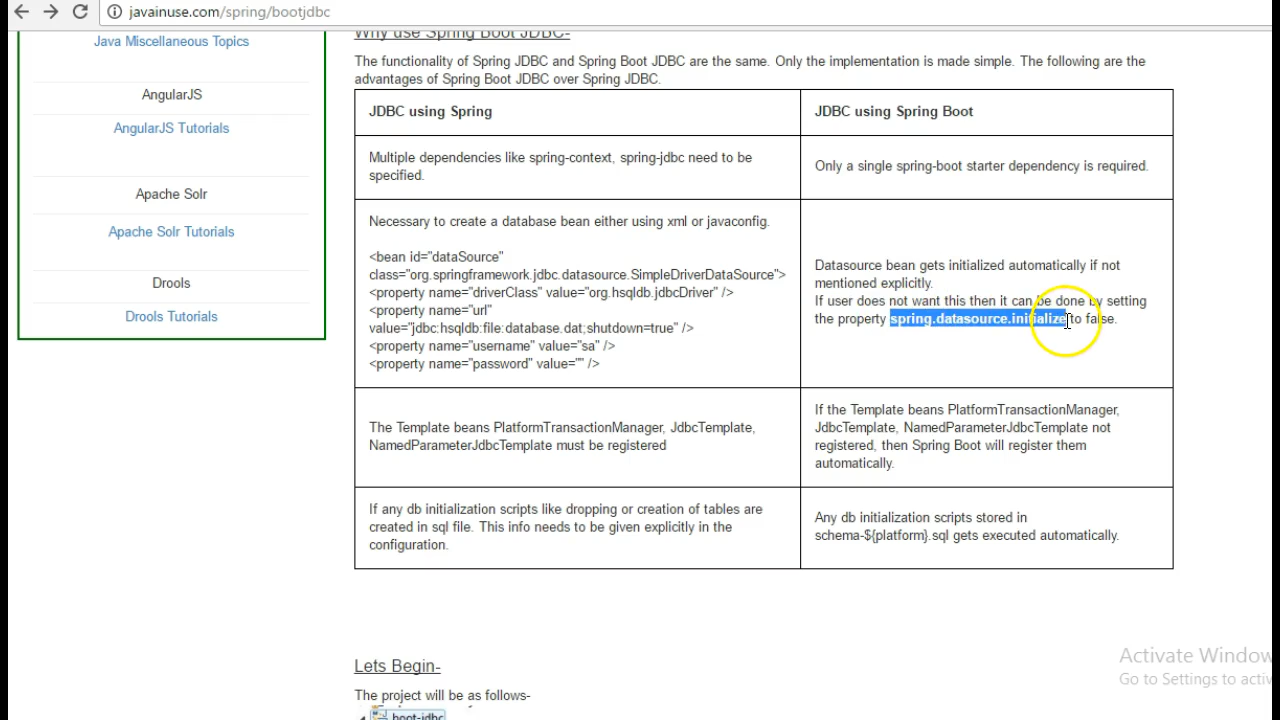 javainuse.com/spring/bootjdbc
Java Miscellaneous Topics
AngularJS
AngularJS Tutorials
Apache Solr
Apache Solr Tutorials
Drools
Drools Tutorials
Why use Spring Boot JDBC-
The functionality of Spring JDBC and Spring Boot JDBC are the same. Only the implementation is made simple. The following are the
advantages of Spring Boot JDBC over Spring JDBC.
JDBC using Spring
JDBC using Spring Boot
Multiple dependencies like spring-context, spring-jdbc need to be
specified.
Only a single spring-boot starter dependency is required.
Necessary to create a database bean either using xml or javaconfig.
<bean id="dataSource"
class="org.springframework.jdbc.datasource.SimpleDriverDataSource">
<property name="driverClass" value="org.hsqldb.jdbcDriver" />
<property name="url"
value="jdbc:hsqldb:file:database.dat;shutdown=true" />
<property name="username" value="sa" />
<property name="password" value="" />
Datasource bean gets initialized automatically if not
mentioned explicitly.
If user does not want this then it can be done by setting
the property spring.datasource.initialize to false.
The Template beans PlatformTransactionManager, JdbcTemplate,
NamedParameterJdbcTemplate must be registered
If the Template beans PlatformTransactionManager,
JdbcTemplate, NamedParameterJdbcTemplate not
registered, then Spring Boot will register them
automatically.
If any db initialization scripts like dropping or creation of tables are
created in sql file. This info needs to be given explicitly in the
configuration.
Any db initialization scripts stored in
schema-${platform}.sql gets executed automatically.
Lets Begin-
The project will be as follows-
boot-jdbc
Activate Window
Go to Settings to activ